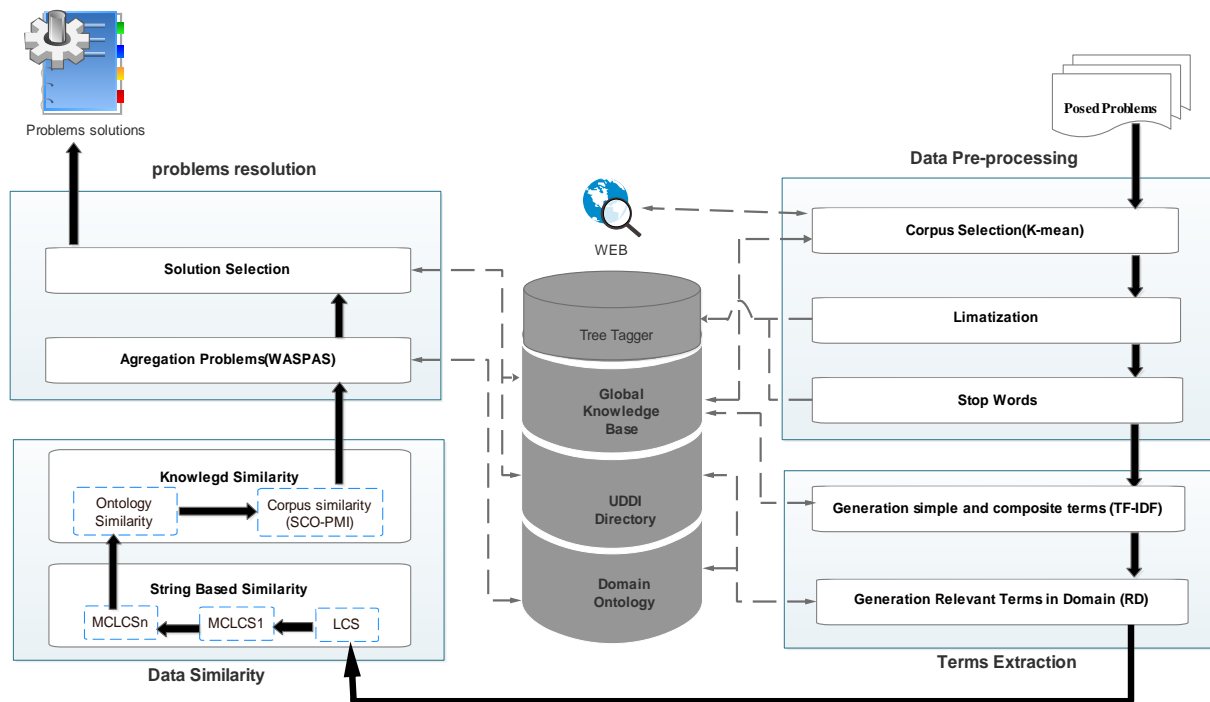 Problems solutions
problems resolution
Solution Selection
Agregation Problems(WASPAS)
Knowlegd Similarity
Ontology
Similarity
Corpus similarity
(SCO-PMI)
String Based Similarity
MCLCSn
MCLCS1
LCS
Data Similarity
WEB
Tree Tagger
Global
Knowledge
Base
UDDI
Directory
Domain
Ontology
Posed Problems
Data Pre-processing
Corpus Selection(K-mean)
Limatization
Stop Words
Generation simple and composite terms (TF-IDF)
Generation Relevant Terms in Domain (RD)
Terms Extraction